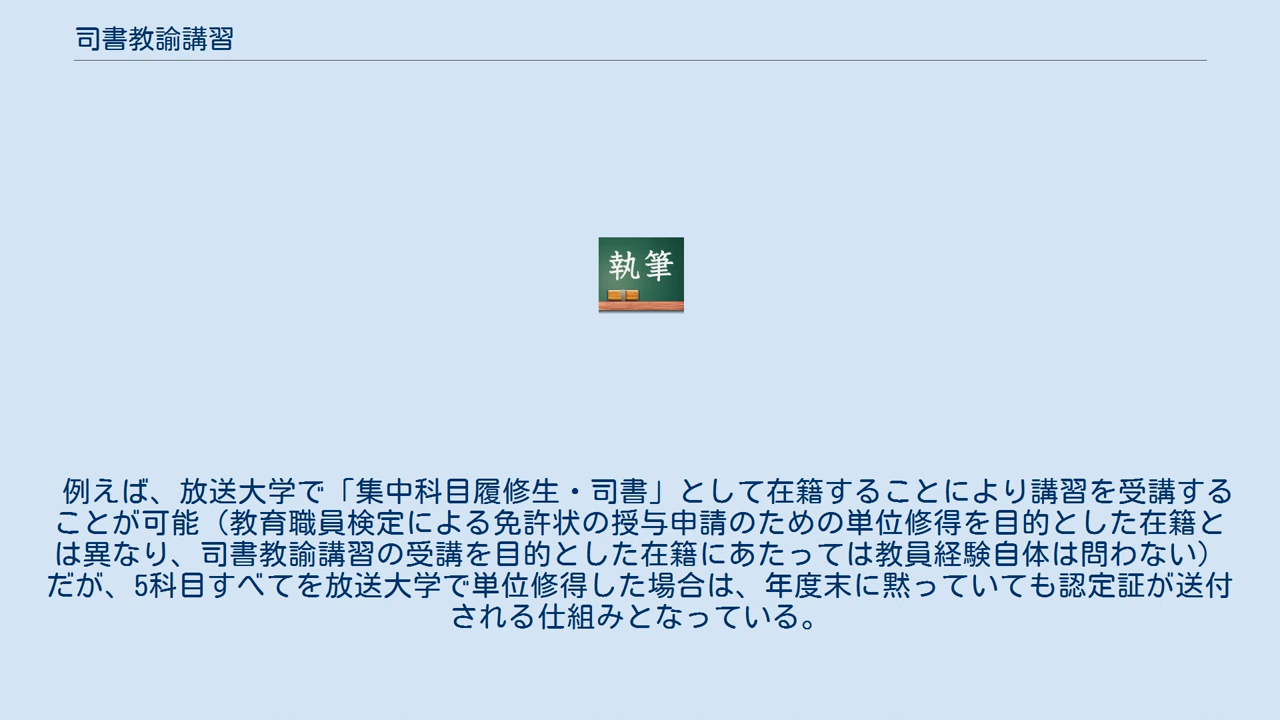 司書教諭講習
執筆
例えば、放送大学で「集中科目履修生・司書」として在籍することにより講習を受講する
ことが可能（教育職員検定による免許状の授与申請のための単位修得を目的とした在籍と
は異なり、司書教諭講習の受講を目的とした在籍にあたっては教員経験自体は問わない）
だが、5科目すべてを放送大学で単位修得した場合は、年度末に黙っていても認定証が送付
される仕組みとなっている。